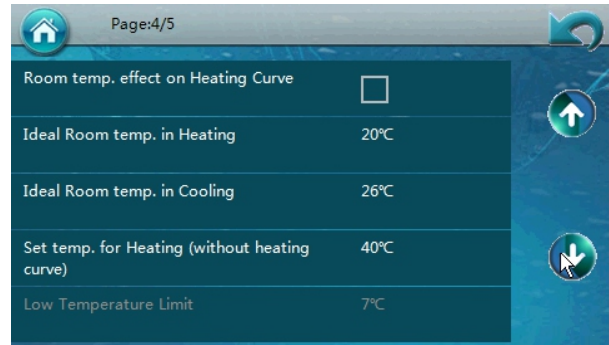 Page:4/5
Room temp. effect on Heating Curve
Ideal Room temp. in Heating 20℃
Ideal Room temp. in Cooling 26℃
Set temp. for Heating (without heating 40℃
curve)
Low Temperature Limit 7℃